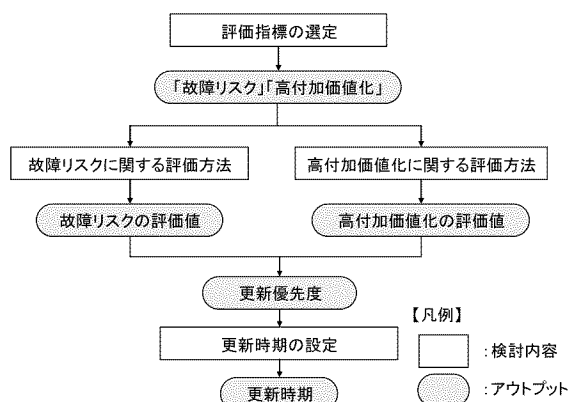 評価指標の選定
「故障リスク」「高付加価値化」
故障リスクに関する評価方法
高付加価値化に関する評価方法
故障リスクの評価値
高付加価値化の評価値
更新優先度
更新時期の設定
更新時期
【凡例】
：検討内容
：アウトプット